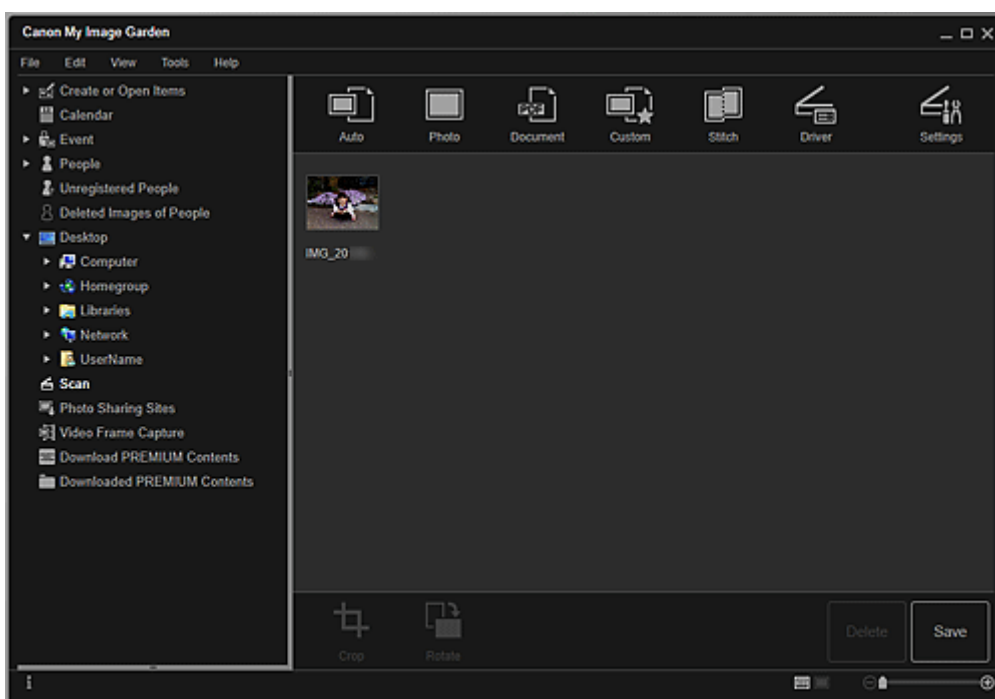 Canon My Image Garden
File Edit View Tools Help
Create or Open Items
Calendar
Event
People
Unregistered People
Deleted Images of People
Desktop
Computer
Homegroup
Libraries
Network
UserName
Scan
Photo Sharing Sites
Video Frame Capture
Download PREMIUM Contents
Downloaded PREMIUM Contents
Auto Photo PDF Document Custom Stitch Driver Settings
IMG_20
Crop Rotate Delete Save